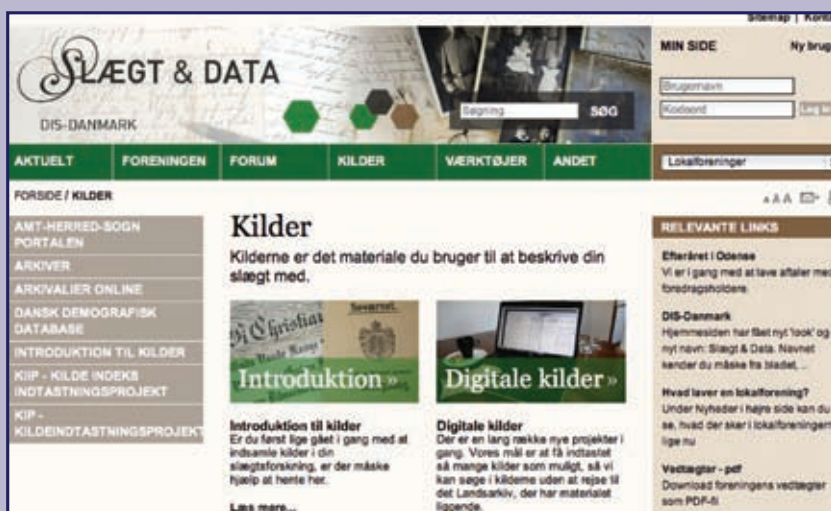 Sitemap | Konta
SLÆGT & DATA
DIS-DANMARK
Søgning
SØG
MIN SIDE
Ny brug
Brugernavn
Kodeord
AKTUELT
FORENINGEN
FORUM
KILDER
VÆRKTØJER
ANDET
Lokalforeninger
FORSIDE / KILDER
AAA
AMT-HERRED-SOGN
PORTALEN
ARKIVER
ARKIVALIER ONLINE
DANSK DEMOGRAFISK
DATABASE
INTRODUKTION TIL KILDER
KIIP - KILDE INDEKS
INDTASTNINGSPROJEKT
KIP -
KILDEINDTASTNINGSPROJEKT
Kilder
Kilderne er det materiale du bruger til at beskrive din
slægt med.
Introduktion »
Introduktion til kilder
Er du først lige gået i gang med at
indsamle kilder i din
slægtsforskning, er der måske
hjælp at hente her.
Læs mere...
Digitale kilder »
Digitale kilder
Der er en lang række nye projekter i
gang. Vores mål er at få indtastet
så mange kilder som muligt, så vi
kan søge i kilderne uden at rejse til
det Landsarkiv, der har materialet
liggende.
RELEVANTE LINKS
Efteråret i Odense
Vi er i gang med at lave aftaler med
foredragsholdere.
DIS-Danmark
Hjemmesiden har fået nyt 'look' og
nyt navn: Slægt & Data. Navnet
kender du måske fra bladet, ...
Hvad laver en lokalforening?
Under Nyheder i højre side kan du
se, hvad der sker i lokalforeningern
lige nu
Vedtægter - pdf
Download foreningens vedtægter
som PDF-fil